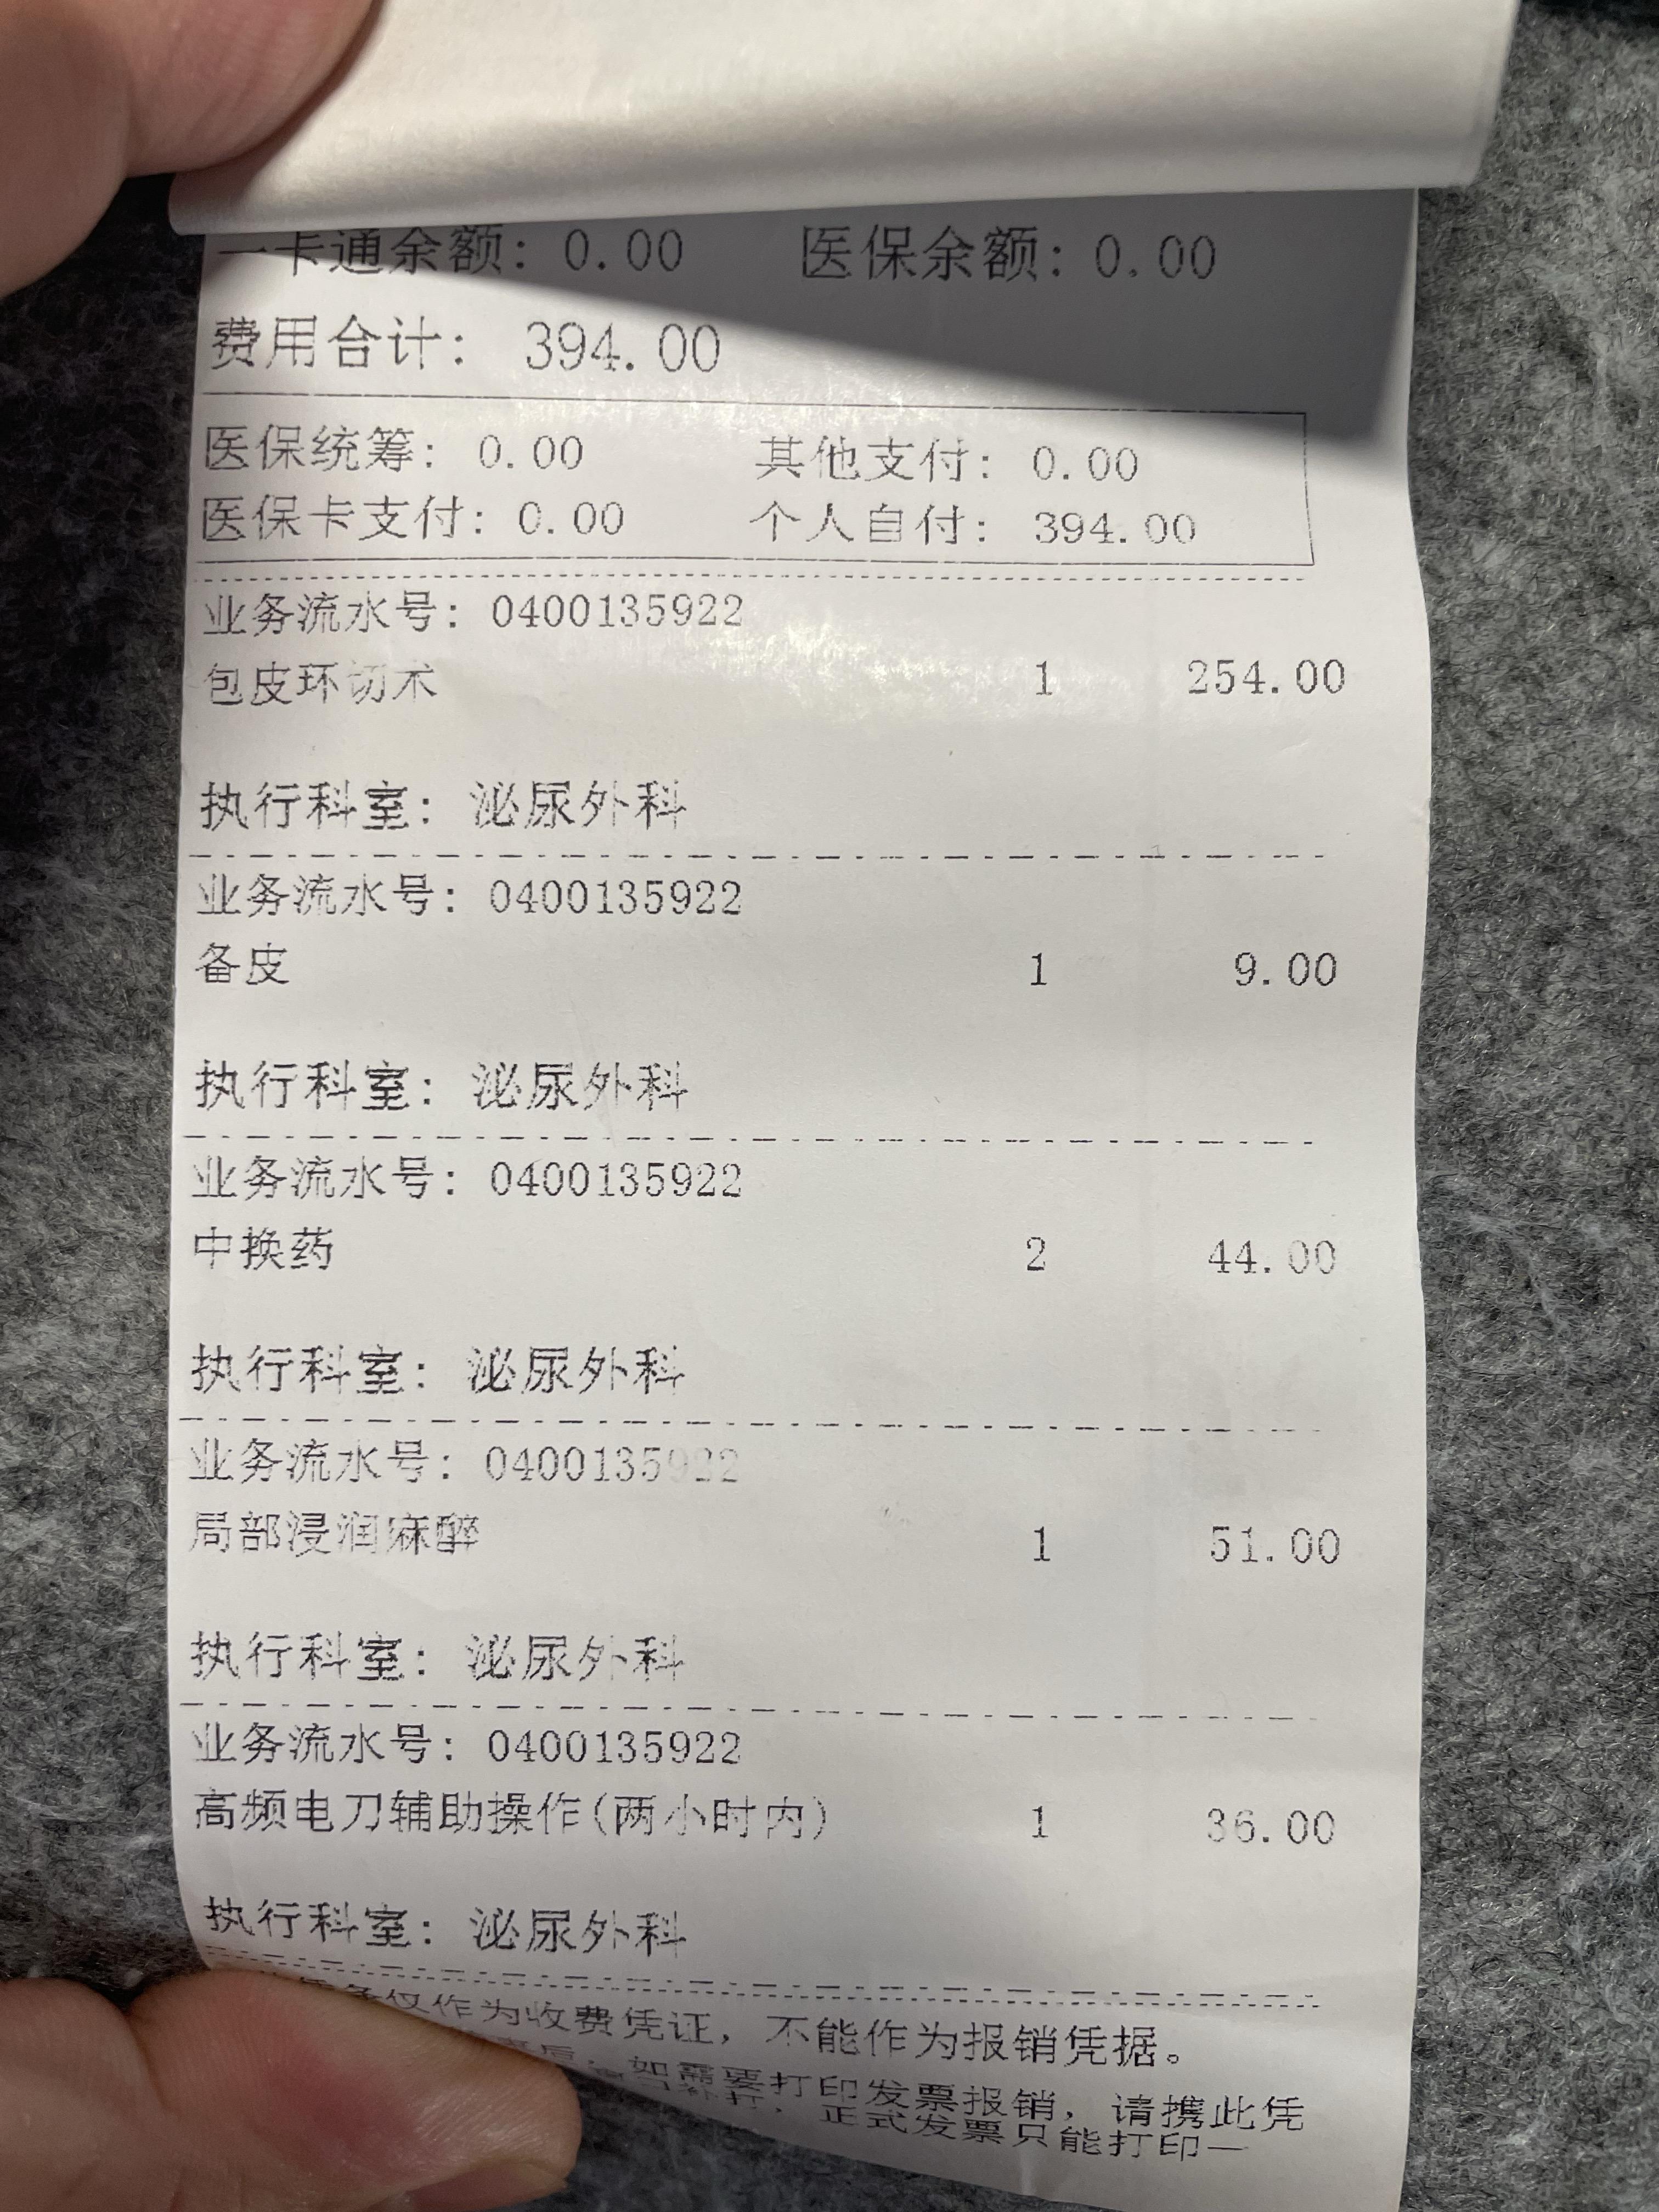 一卡通余额: 0.00 医保余额: 0.00
费用合计: 394.00
医保统筹: 0.00 其他支付: 0.00
医保卡支付: 0.00 个人自付: 394.00
业务流水号: 0400135922
包皮环切术 1 254.00
执行科室: 泌尿外科
业务流水号: 0400135922
备皮 1 9.00
执行科室: 泌尿外科
业务流水号: 0400135922
中换药 2 44.00
执行科室: 泌尿外科
业务流水号: 0400135922
局部浸润麻醉 1 51.00
执行科室: 泌尿外科
业务流水号: 0400135922
高频电刀辅助操作(两小时内) 1 36.00
执行科室: 泌尿外科
仅作为收费凭证，不能作为报销凭据。
后，如需要打印发票报销，请携此凭
补打，正式发票只能打印一